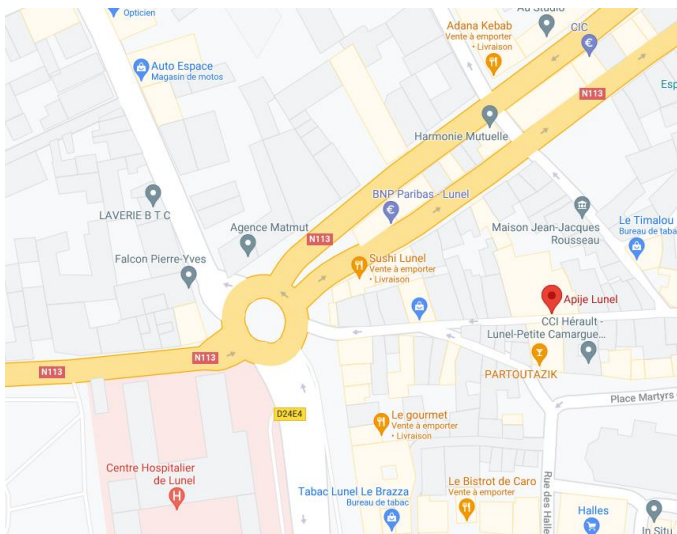 Opticien
Au Studio
Adana Kebab
Vente à emporter
• Livraison
CIC
Auto Espace
Magasin de motos
N113
Esp
Harmonie Mutuelle
BNP Paribas - Lunel
LAVERIE B T C
Agence Matmut
N113
Maison Jean-Jacques
Rousseau
Le Timalou
Bureau de taba
Falcon Pierre-Yves
Sushi Lunel
Vente à emporter
• Livraison
Apije Lunel
CCI Hérault -
Lunel-Petite Camargue...
N113
PARTOUTAZIK
Place Martyrs
D24E4
Le gourmet
Vente à emporter
• Livraison
Centre Hospitalier
de Lunel
H
Tabac Lunel Le Brazza
Bureau de tabac
Le Bistrot de Caro
Vente à emporter
Rue des Halle
Halles
In Situ